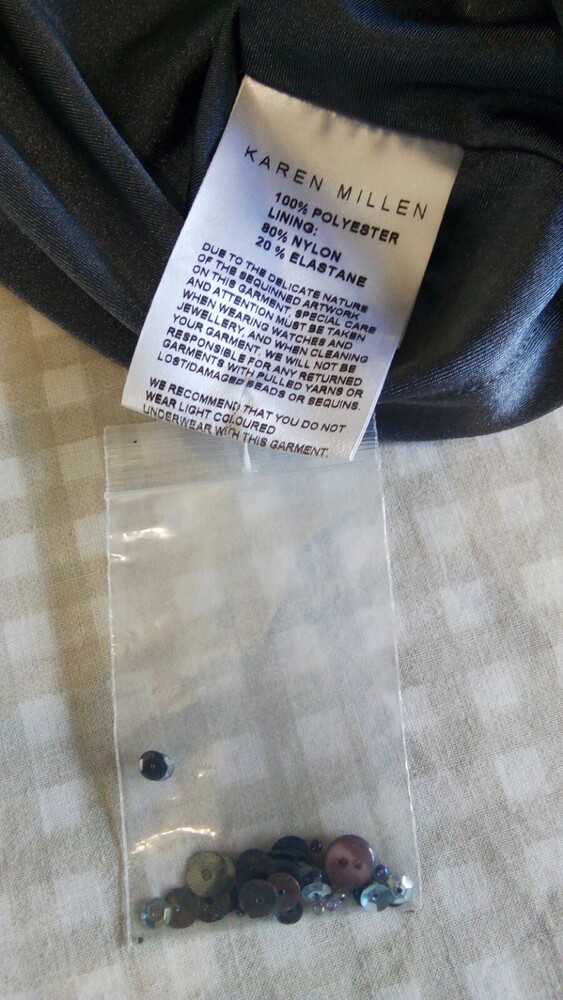 KAREN MILLEN
100% POLYESTER
LINING:
80% NYLON
20 % ELASTANE
DUE TO THE DELICATE NATURE
OF THE SEQUINNED ARTWORK
ON THIS GARMENT, SPECIAL CARE
AND ATTENTION MUST BE TAKEN
WHEN WEARING WATCHES AND
JEWELLERY, AND WHEN CLEANING
YOUR GARMENT. WE WILL NOT BE
RESPONSIBLE FOR ANY RETURNED
GARMENTS WITH PULLED YARNS OR
LOST/DAMAGED BEADS OR SEQUINS.
WE RECOMMEND THAT YOU DO NOT
WEAR LIGHT COLOURED
UNDERWEAR WITH THIS GARMENT.